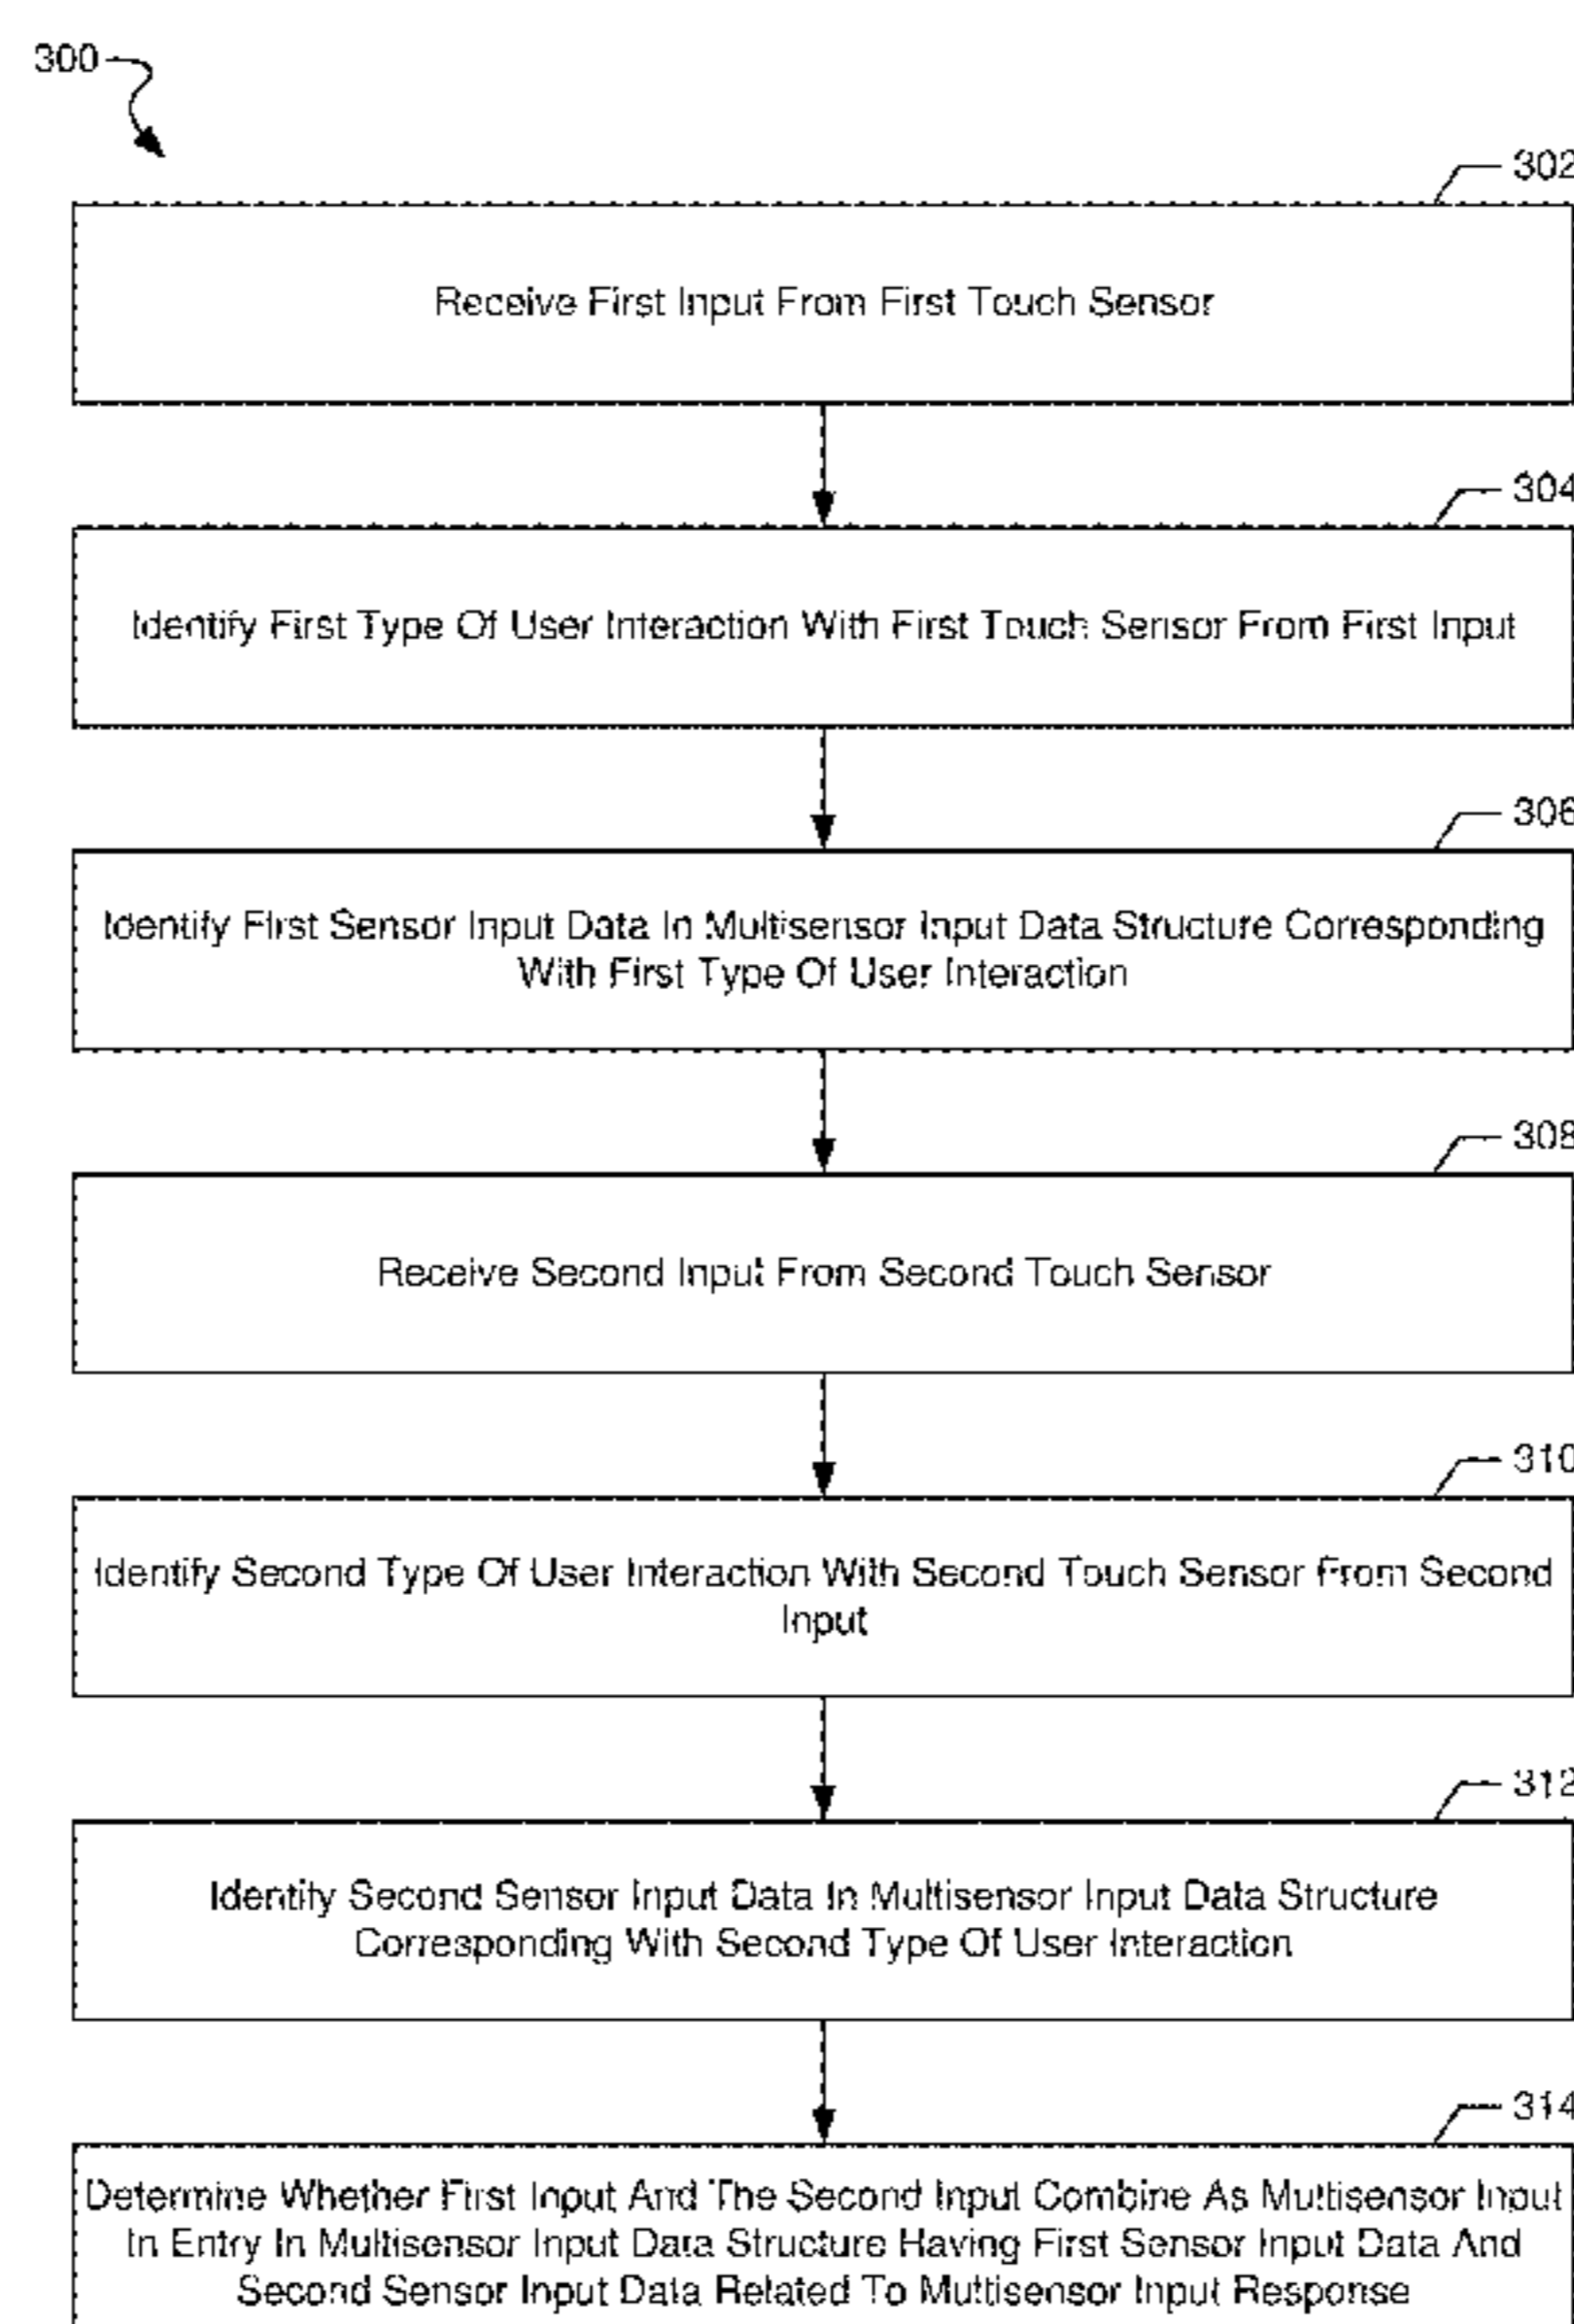 300
302
Receive First Input From First Touch Sensor
304
Identify First Type Of User Interaction With First Touch Sensor From First Input
306
Identify First Sensor Input Data In Multisensor Input Data Structure Corresponding
With First Type Of User Interaction
308
Receive Second Input From Second Touch Sensor
310
Identify Second Type Of User Interaction With Second Touch Sensor From Second
Input
312
Identify Second Sensor Input Data In Multisensor Input Data Structure
Corresponding With Second Type Of User Interaction
314
Determine Whether First Input And The Second Input Combine As Multisensor Input
In Entry In Multisensor Input Data Structure Having First Sensor Input Data And
Second Sensor Input Data Related To Multisensor Input Response